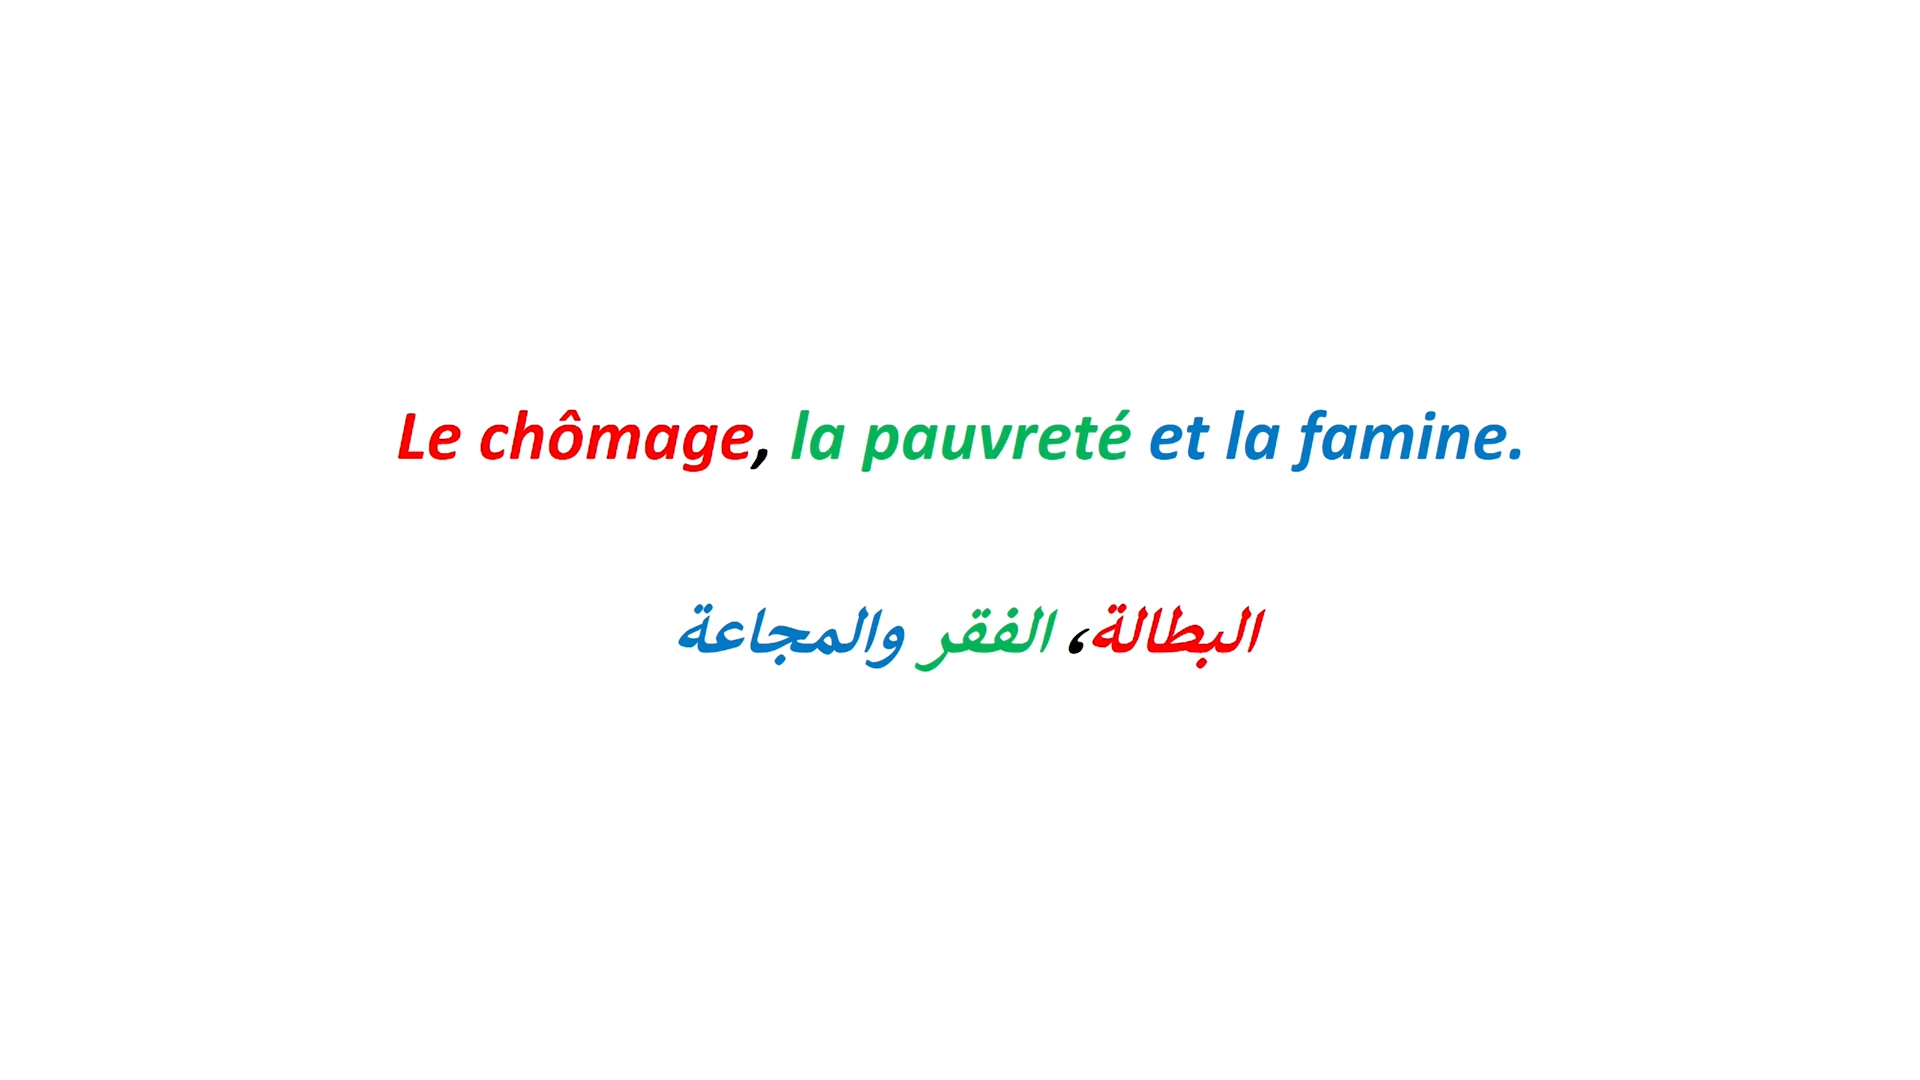 Le chômage, la pauvreté et la famine.
البطالة، الفقر والمجاعة